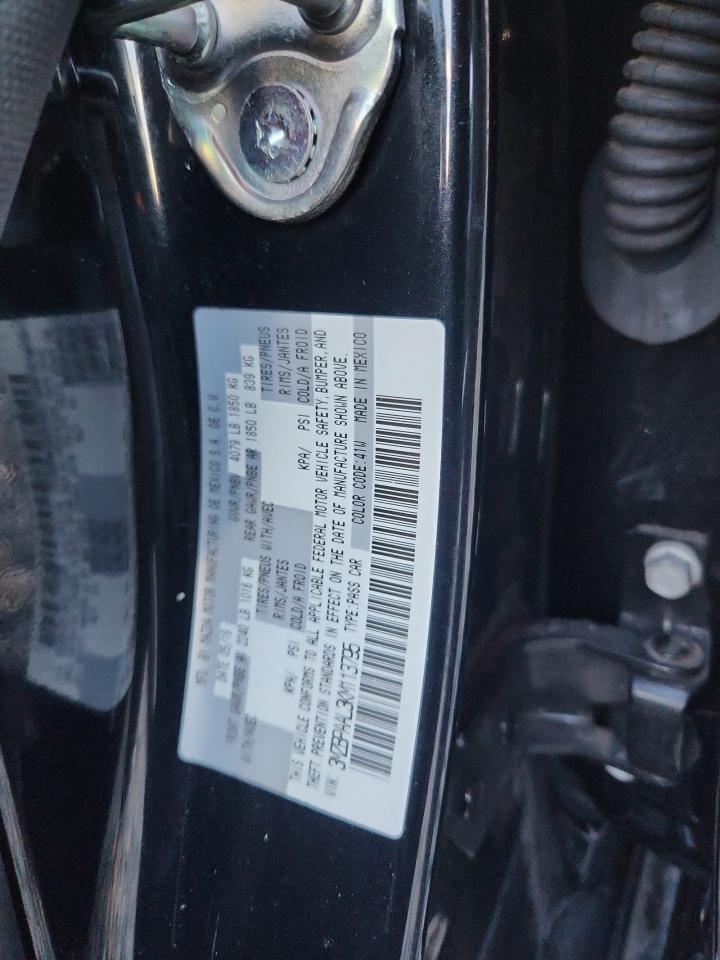 MFG. BY MAZDA MOTOR MANUFACTURING DE MEXICO S.A. DE C.V.
DATE 05/19 GVWR/PNBV 4079 LB 1850 KG
FRONT GAWR/PNBE AV 2240 LB 1016 KG REAR GAWR/PNBE AR 1850 LB 839 KG
WITH/AVEC TIRES/PNEUS WITH/AVEC TIRES/PNEUS
RIMS/JANTES RIMS/JANTES
KPA/ PSI COLD/A FROID KPA/ PSI COLD/A FROID
THIS VEHICLE CONFORMS TO ALL APPLICABLE FEDERAL MOTOR VEHICLE SAFETY, BUMPER, AND
THEFT PREVENTION STANDARDS IN EFFECT ON THE DATE OF MANUFACTURE SHOWN ABOVE.
VIN: 3MZBPAAL3KM113795 TYPE:PASS CAR COLOR CODE:41W MADE IN MEXICO